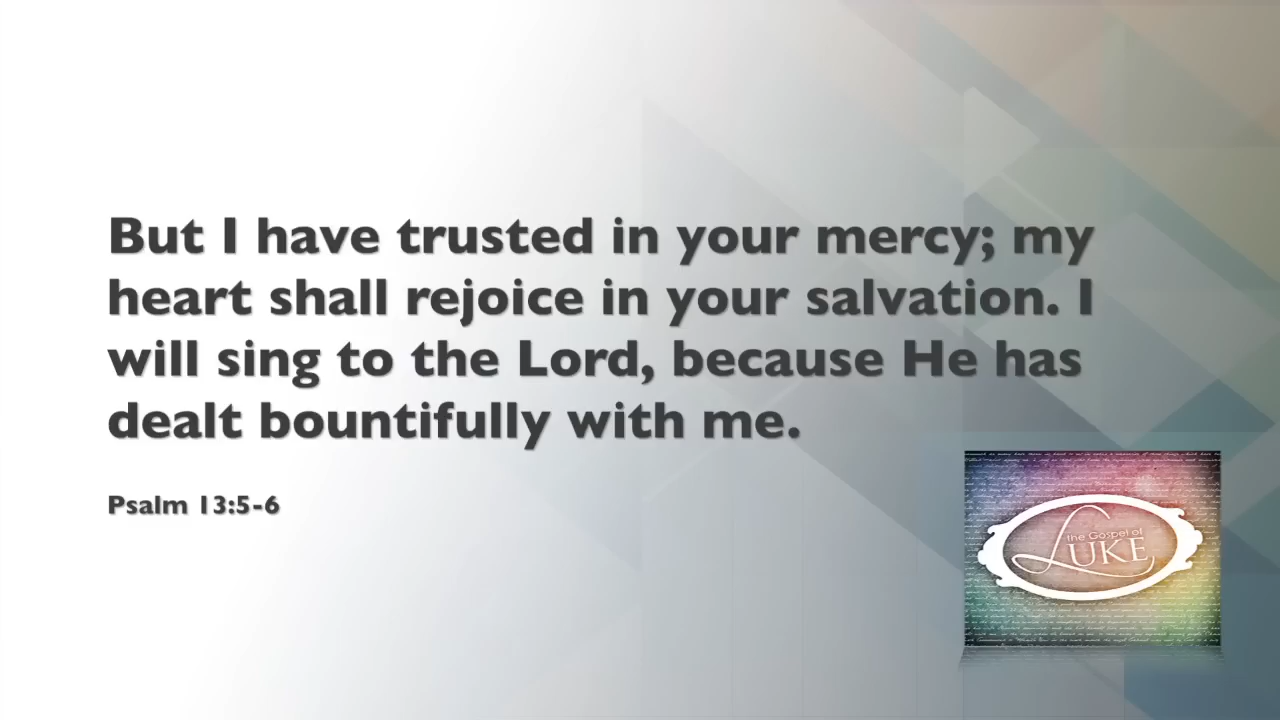 But I have trusted in your mercy; my
heart shall rejoice in your salvation. I
will sing to the Lord, because He has
dealt bountifully with me.
Psalm 13:5-6
the Gospel of
LUKE